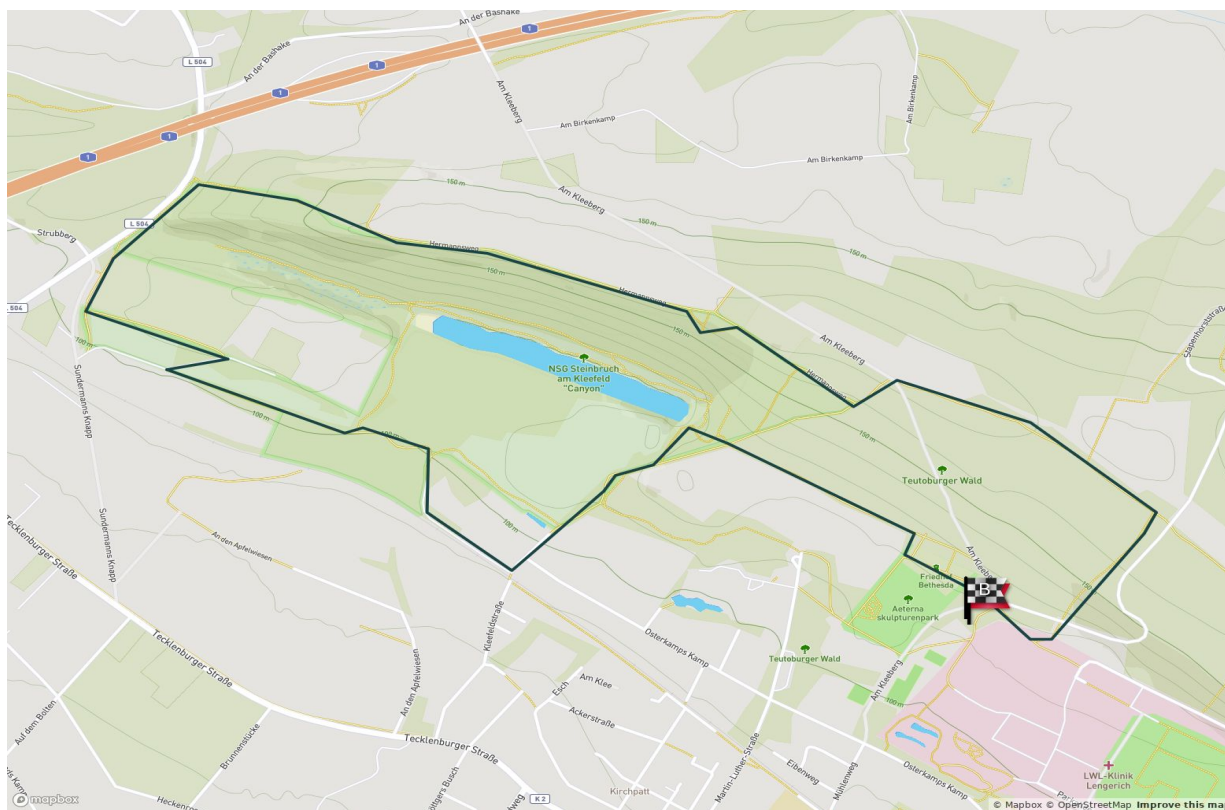 An der Bashake
L 504
1
1
1
1
An der Bashake
Am Kleeberg
Am Birkenkamp
Am Birkenkamp
Am Birkenkamp
Am Kleeberg
150 m
150 m
L 504
Strubberg
Hermannsweg
150 m
Hermannsweg
L 504
150 m
Stapenhorststraße
100 m
Am Kleeberg
NSG Steinbruch
am Kleefeld
"Canyon"
Hermannsweg
Sundermanns Knapp
100 m
150 m
Teutoburger Wald
Tecklenburger Straße
Sundermanns Knapp
100 m
An den Apfelwiesen
Am Kleeberg
Friedhof
Bethesda
B
150 m
Aeterna
skulpturenpark
Kleefeldstraße
Osterkamps Kamp
Tecklenburger Straße
Teutoburger Wald
Am Kleeberg
Am Klee
Esch
An den Apfelwiesen
100 m
Auf dem Bolten
Ackerstraße
Brunnenstücke
Tecklenburger Straße
Martin-Luther-Straße
Eibenweg
Mühlenweg
Osterkamps Kamp
LWL-Klinik
Lengerich
Kirchpatt
K 2
Heckenro
mapbox
© Mapbox © OpenStreetMap Improve this ma